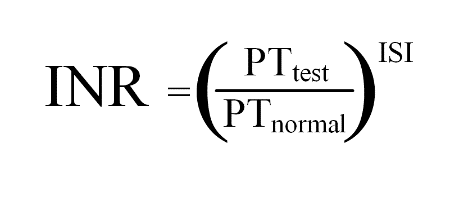 INR = (PTtest / PTnormal)^ISI